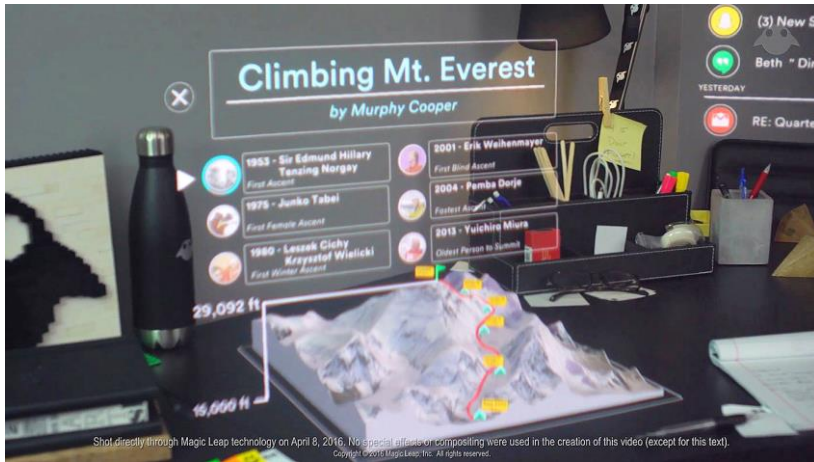 Climbing Mt. Everest
by Murphy Cooper
1953 - Sir Edmund Hillary
Tenzing Norgay
First Ascent
1975 - Junko Tabei
First Female Ascent
1980 - Leszek Cichy
Krzysztof Wielicki
First Winter Ascent
2001 - Erik Weihenmayer
First Blind Ascent
2004 - Pemba Dorje
Fastest Ascent
2013 - Yuichiro Miura
Oldest Person to Summit
(3) New S
Beth " Din
YESTERDAY
RE: Quarte
29,092 ft
15,000 ft
Shot directly through Magic Leap technology on April 8, 2016. No special effects or compositing were used in the creation of this video (except for this text).
Copyright © 2016 Magic Leap, Inc. All rights reserved.